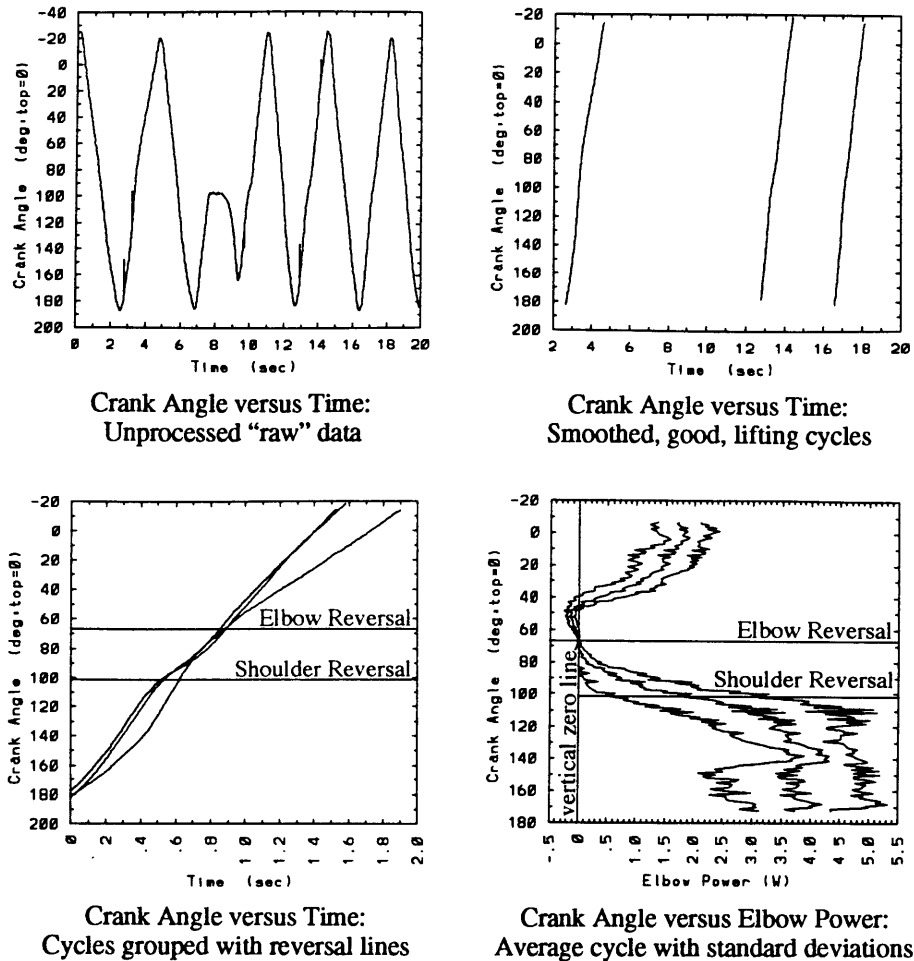 -40
-20
0
20
40
60
80
100
120
140
160
180
200
Crank Angle (deg,top=0)
0 2 4 6 8 10 12 14 16 18 20
Time (sec)
Crank Angle versus Time:
Unprocessed “raw” data
-20
0
20
40
60
80
100
120
140
160
180
200
Crank Angle (deg,top=0)
2 4 6 8 10 12 14 16 18 20
Time (sec)
Crank Angle versus Time:
Smoothed, good, lifting cycles
-20
0
20
40
60
80
100
120
140
160
180
200
Crank Angle (deg,top=0)
Elbow Reversal
Shoulder Reversal
0 .2 .4 .6 .8 1.0 1.2 1.4 1.6 1.8 2.0
Time (sec)
Crank Angle versus Time:
Cycles grouped with reversal lines
-20
0
20
40
60
80
100
120
140
160
180
Crank Angle (deg,top=0)
Elbow Reversal
Shoulder Reversal
vertical zero line
-.5 0 .5 1.0 1.5 2.0 2.5 3.0 3.5 4.0 4.5 5.0 5.5
Elbow Power (W)
Crank Angle versus Elbow Power:
Average cycle with standard deviations